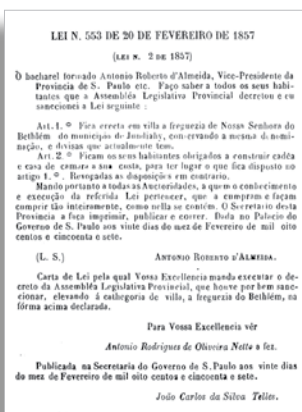 LEI N. 553 DE 20 DE FEVEREIRO DE 1857
(LEI N. 2 DE 1857)
O bacharel formado Antonio Roberto d'Almeida, Vice-Presidente da
Provincia de S. Paulo etc. Faço saber a todos os seus habi-
tantes que a Assembléa Legislativa Provincial decretou e eu
sanccionei a Lei seguinte :
Art. 1.º Fica erecta em villa a freguezia de Nossa Senhora do
Bethlém do municipio de Jundiahy, conservando a mesma denomi-
nação, e devisas que actualmente tem.
Art. 2.º Ficam os seus habitantes obrigados a construir cadêa
e casa de camara a sua custa, para ter logar o que fica disposto no
artigo 1.º. Revogadas as disposições em contrario.
Mando portanto a todas as Auctoridades, a quem o conhecimento
e execução da referida Lei pertencer, que a cumpram e façam
cumprir tão inteiramente, como nella se contém. O Secretario desta
Provincia a faça imprimir, publicar e correr. Dada no Palacio do
Governo de S. Paulo aos vinte dias do mez de Fevereiro de mil oito
centos e cincoenta e sete.
(L. S.) ANTONIO ROBERTO D'ALMEIDA.
Carta de Lei pela qual Vossa Excellencia manda executar o de-
creto da Assembléa Legislativa Provincial, que houve por bem sanc-
cionar, elevando á cathegoria de villa, a freguezia do Bethlém, na
fórma acima declarada.
Para Vossa Excellencia vêr
Antonio Rodrigues de Oliveira Netto a fez.
Publicada na Secretaria do Governo de S. Paulo aos vinte dias
do mez de Fevereiro de mil oito centos e cincoenta e sete.
João Carlos da Silva Telles.